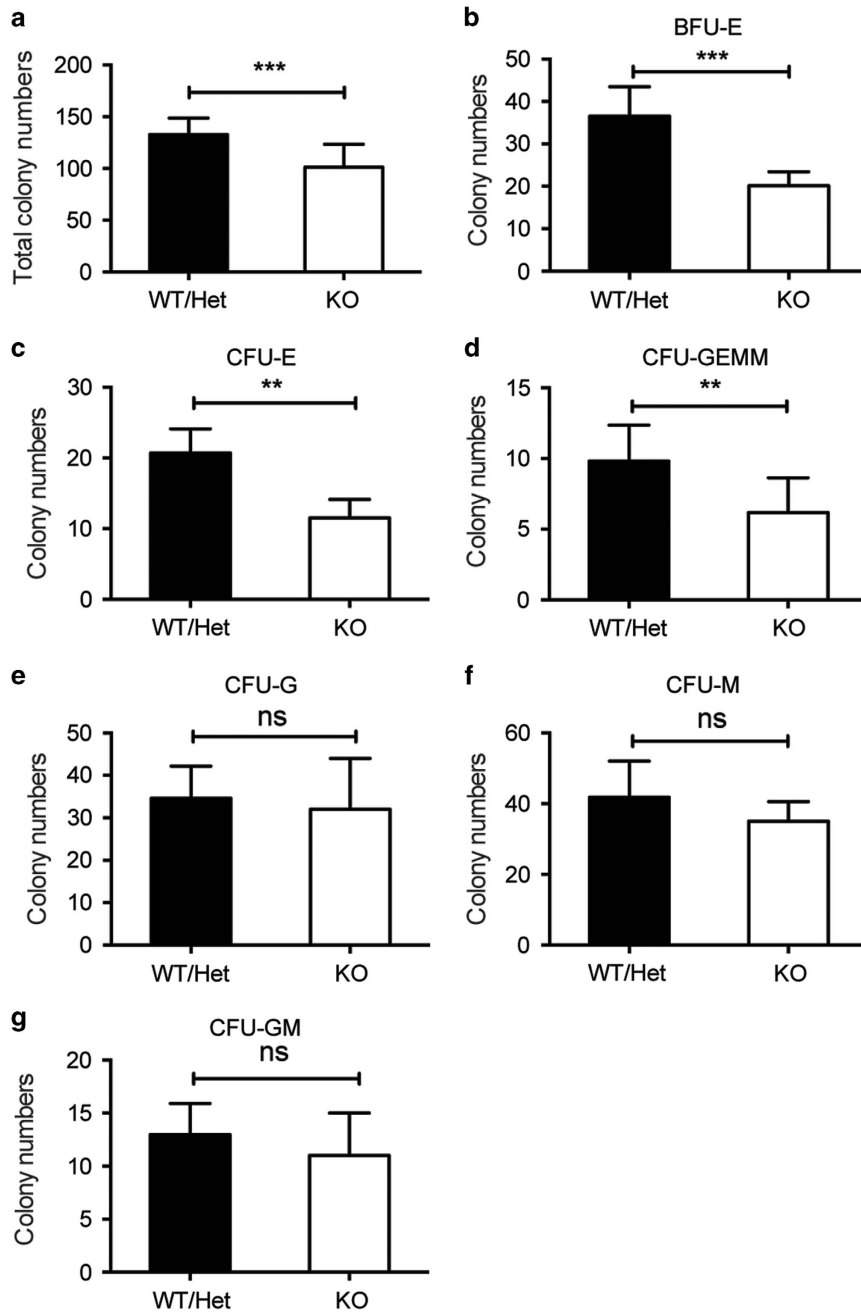 a
***
Total colony numbers
200
150
100
50
0
WT/Het KO
b
BFU-E
***
Colony numbers
50
40
30
20
10
0
WT/Het KO
c
CFU-E
**
Colony numbers
30
20
10
0
WT/Het KO
d
CFU-GEMM
**
Colony numbers
15
10
5
0
WT/Het KO
e
CFU-G
ns
Colony numbers
50
40
30
20
10
0
WT/Het KO
f
CFU-M
ns
Colony numbers
60
40
20
0
WT/Het KO
g
CFU-GM
ns
Colony numbers
20
15
10
5
0
WT/Het KO